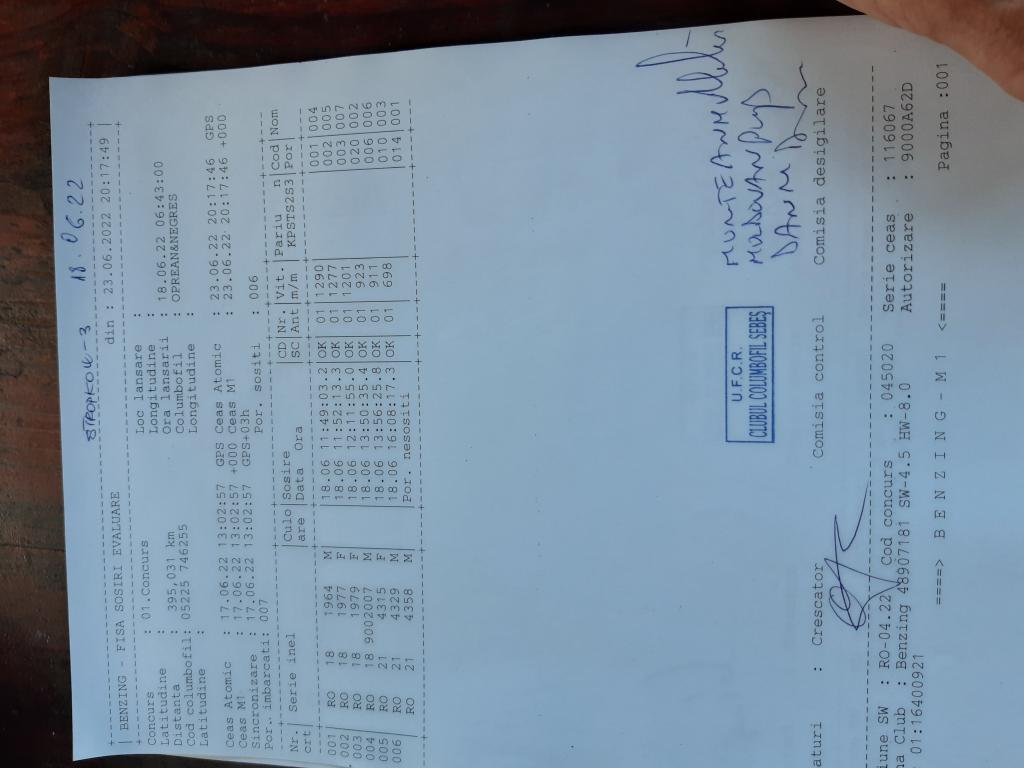 STROPKOW-3 18.06.22
din : 23.06.2022 20:17:49
BENZING - FISA SOSIRI EVALUARE
Concurs : 01.Concurs Loc lansare :
Latitudine : Longitudine :
Distanta : 395,031 km Ora lansarii : 18.06.22 06:43:00
Cod columbofil: 05225 746255 Columbofil : OPREAN&NEGRES
Latitudine : Longitudine :
Ceas Atomic : 17.06.22 13:02:57 GPS Ceas Atomic : 23.06.22 20:17:46 GPS
Ceas M1 : 17.06.22 13:02:57 +000 Ceas M1 : 23.06.22 20:17:46 +000
Sincronizare : 17.06.22 13:02:57 GPS+03h
Por. imbarcati: 007 Por. sositi : 006
Nr. Serie inel Culo Sosire CD Nr. Vit. Pariu n Cod Nom
crt are Data Ora SC Ant m/m KPSTS2S3 Por
001 RO 18 1964 M 18.06 11:49:03.2 OK 01 1290 001 004
002 RO 18 1977 F 18.06 11:52:13.3 OK 01 1277 002 005
003 RO 18 1979 F 18.06 12:11:55.0 OK 01 1201 003 007
004 RO 18 9002007 M 18.06 13:50:35.4 OK 01 923 020 002
005 RO 21 4315 F 18.06 13:56:25.8 OK 01 911 006 006
006 RO 21 4329 M 18.06 16:08:17.3 OK 01 698 010 003
RO 21 4358 M Por. nesositi 014 001
MUNTEAN
MOLDOVAN
DAN M
U.F.C.R.
CLUBUL COLUMBOFIL SEBEȘ
aturi : Crescator Comisia control Comisia desigilare
iune SW : RO-04.22 Cod concurs : 045020 Serie ceas : 116067
na Club : Benzing 48907181 SW-4.5 HW-8.0 Autorizare : 9000A62D
: 01:16400921
====> B E N Z I N G - M 1 <==== Pagina :001